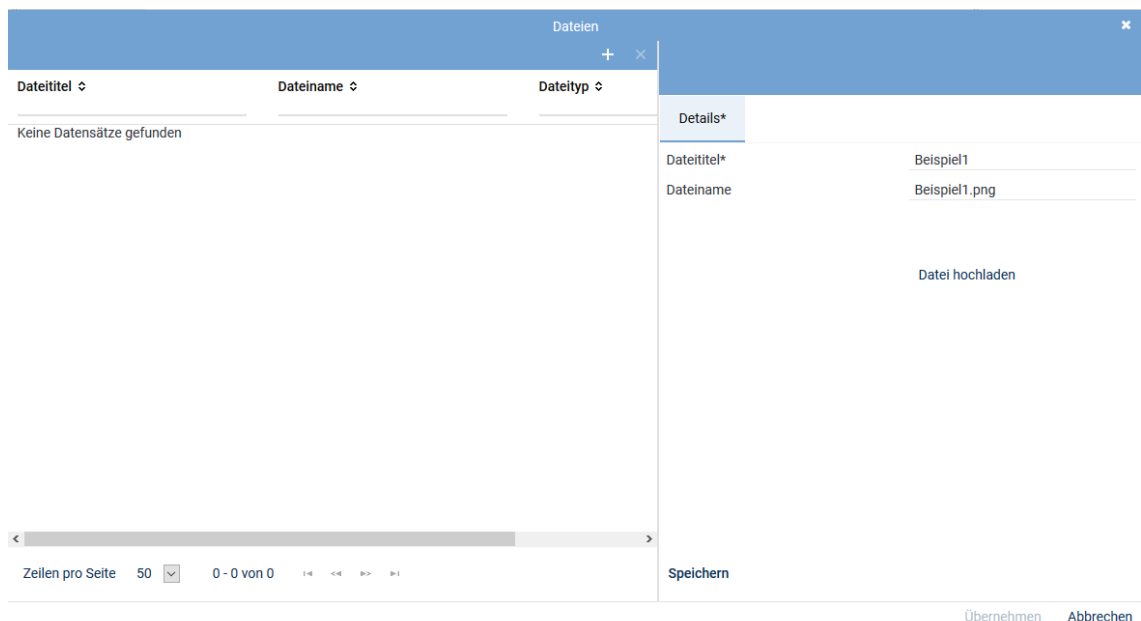 Dateien
Dateititel Dateiname Dateityp
Keine Datensätze gefunden
Details*
Dateititel* Beispiel1
Dateiname Beispiel1.png
Datei hochladen
Zeilen pro Seite 50 0 - 0 von 0
Speichern
Übernehmen Abbrechen